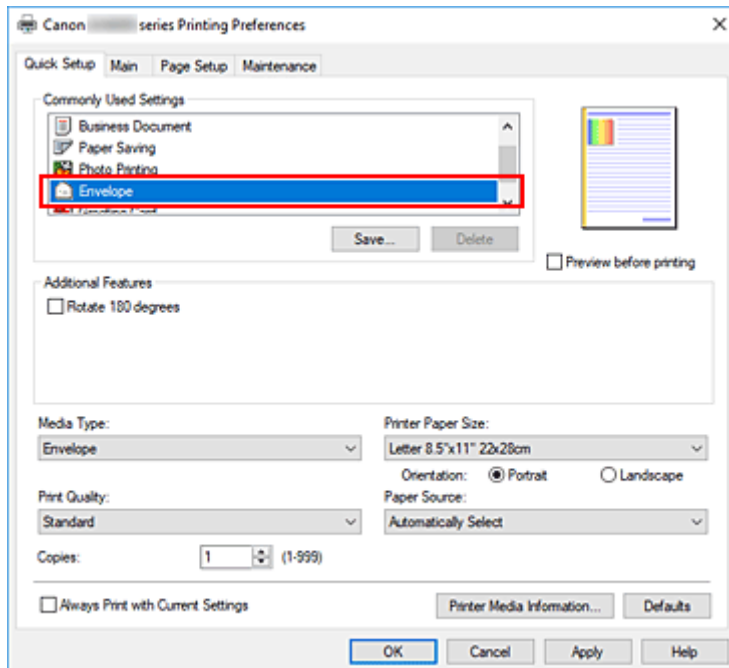 Canon series Printing Preferences
Quick Setup Main Page Setup Maintenance
Commonly Used Settings
Business Document
Paper Saving
Photo Printing
Envelope
Greeting Card
Save... Delete
Preview before printing
Additional Features
Rotate 180 degrees
Media Type: Printer Paper Size:
Envelope Letter 8.5"x11" 22x28cm
Orientation: Portrait Landscape
Print Quality: Paper Source:
Standard Automatically Select
Copies: 1 (1-999)
Always Print with Current Settings Printer Media Information... Defaults
OK Cancel Apply Help